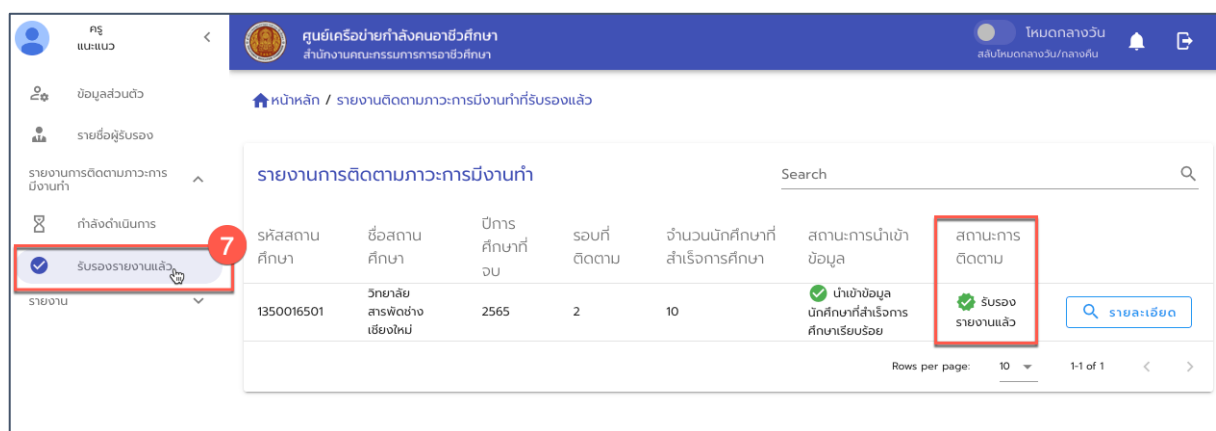 ครู
แนะแนว
ศูนย์เครือข่ายกำลังคนอาชีวศึกษา
สำนักงานคณะกรรมการการอาชีวศึกษา
โหมดกลางวัน
สลับโหมดกลางวัน/กลางคืน
ข้อมูลส่วนตัว
รายชื่อผู้รับรอง
รายงานการติดตามภาวะการ
มีงานทำ
กำลังดำเนินการ
7
รับรองรายงานแล้ว
รายงาน
หน้าหลัก / รายงานติดตามภาวะการมีงานทำที่รับรองแล้ว
รายงานการติดตามภาวะการมีงานทำ
Search
รหัสสถาน
ศึกษา
ชื่อสถาน
ศึกษา
ปีการ
ศึกษาที่
จบ
รอบที่
ติดตาม
จำนวนนักศึกษาที่
สำเร็จการศึกษา
สถานะการนำเข้า
ข้อมูล
สถานะการ
ติดตาม
1350016501
วิทยาลัย
สารพัดช่าง
เชียงใหม่
2565
2
10
นำเข้าข้อมูล
นักศึกษาที่สำเร็จการ
ศึกษาเรียบร้อย
รับรอง
รายงานแล้ว
รายละเอียด
Rows per page: 10 1-1 of 1